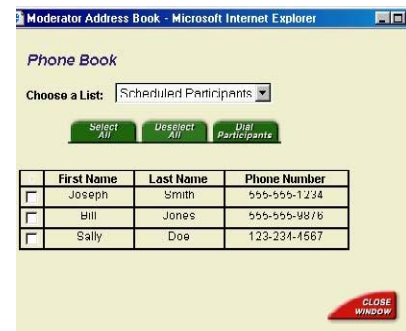 Moderator Address Book - Microsoft Internet Explorer
Phone Book
Choose a List: Scheduled Participants
Select All Deselect All Dial Participants
First Name Last Name Phone Number
Joseph Smith 555-555-1234
Bill Jones 555-555-9876
Sally Doe 123-234-4567
CLOSE
WINDOW